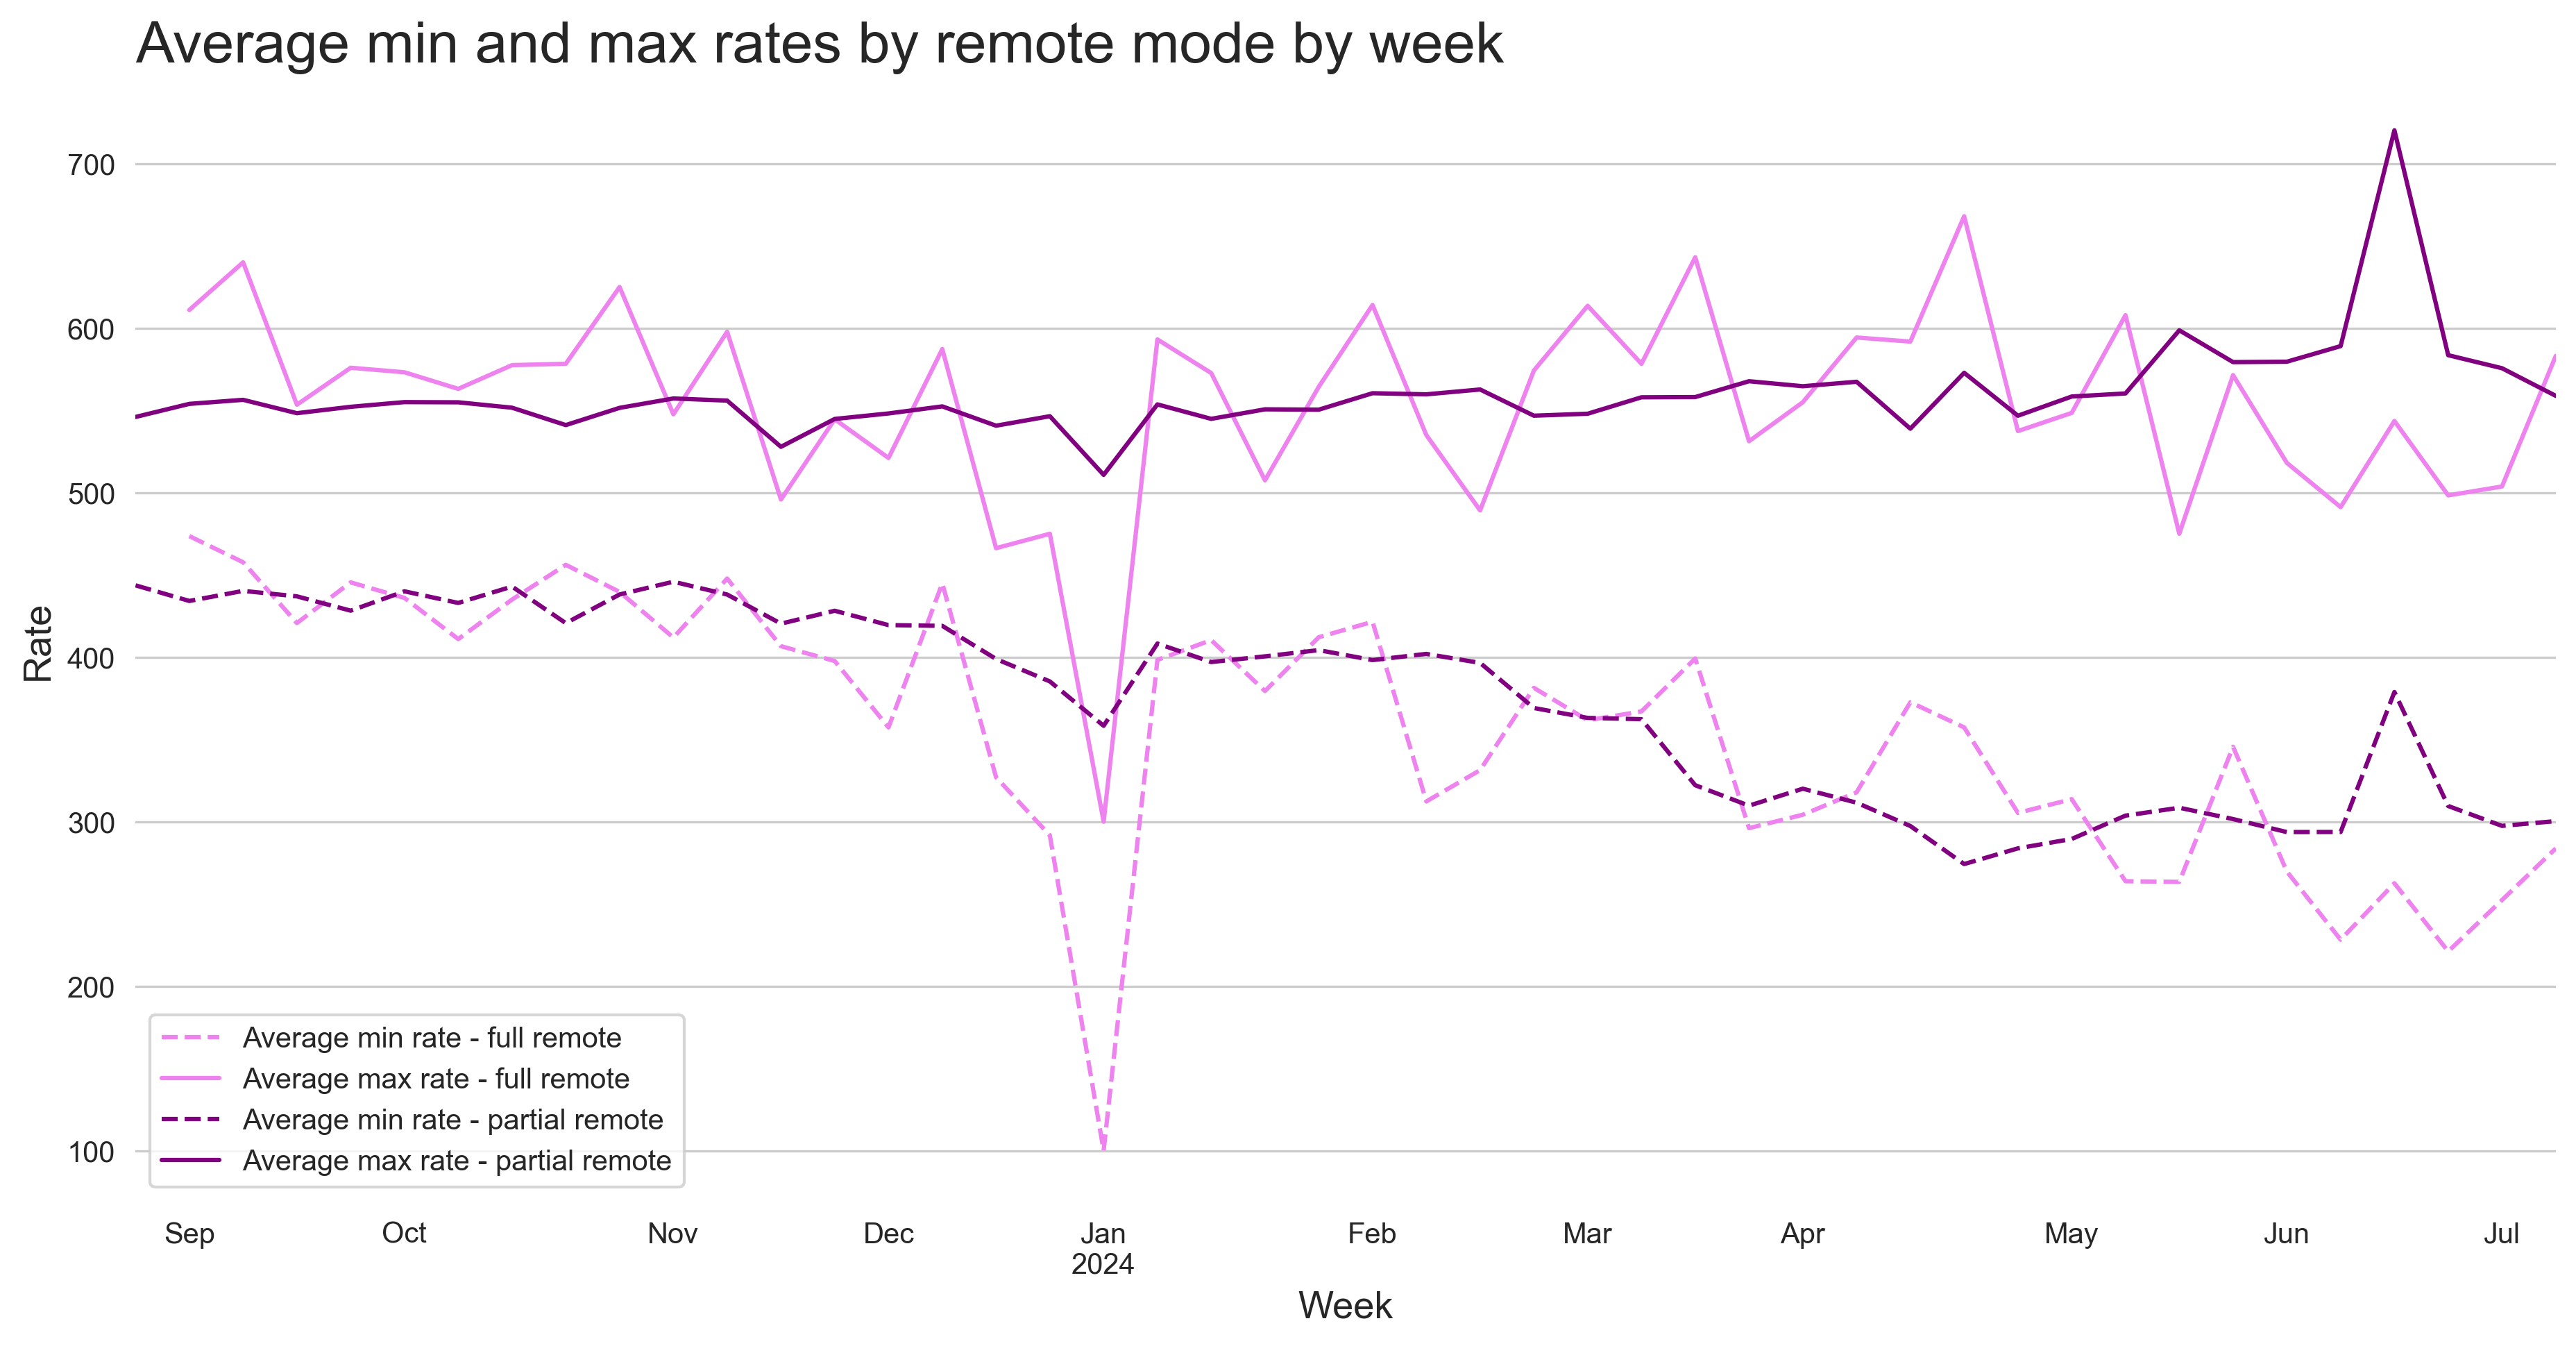 Average min and max rates by remote mode by week
700
600
500
400
300
200
100
Rate
Average min rate - full remote
Average max rate - full remote
Average min rate - partial remote
Average max rate - partial remote
Sep Oct Nov Dec Jan Feb Mar Apr May Jun Jul
2024
Week